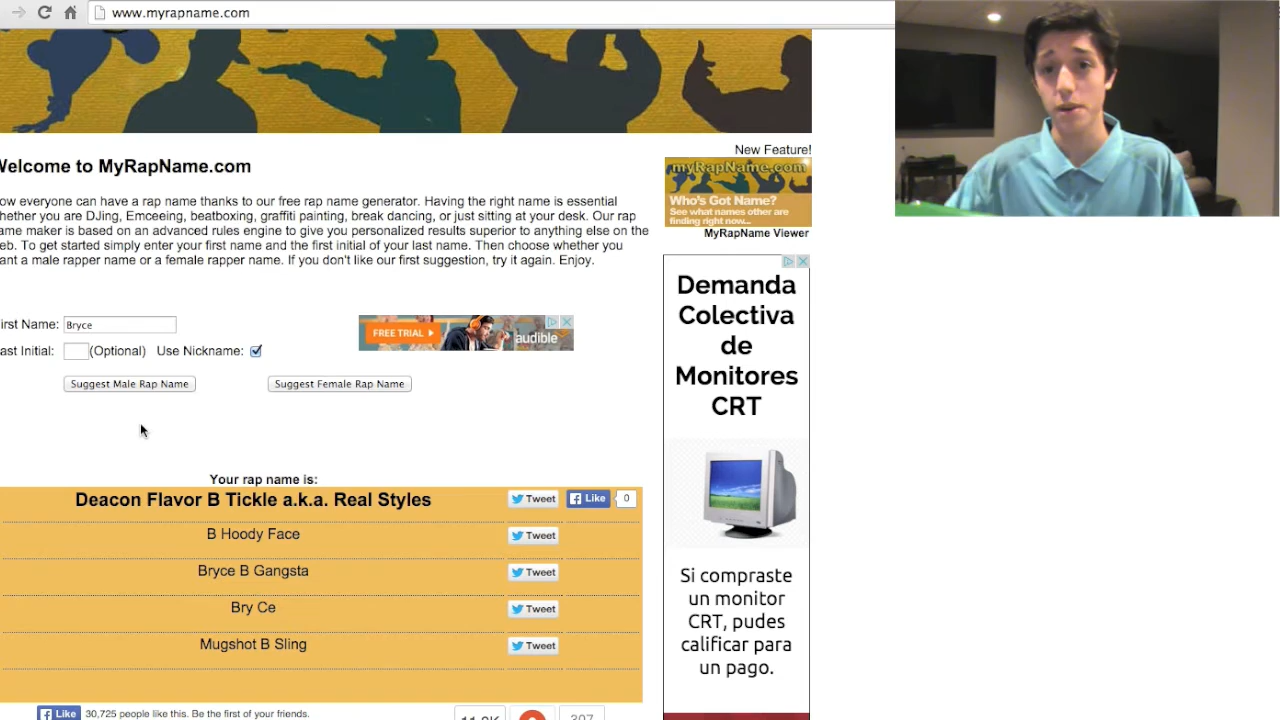 www.myrapname.com
Welcome to MyRapName.com
New Feature!
myRapName.com
Who's Got Name?
See what names other are
finding right now...
MyRapName Viewer
ow everyone can have a rap name thanks to our free rap name generator. Having the right name is essential
hether you are DJing, Emceeing, beatboxing, graffiti painting, break dancing, or just sitting at your desk. Our rap
ame maker is based on an advanced rules engine to give you personalized results superior to anything else on the
eb. To get started simply enter your first name and the first initial of your last name. Then choose whether you
ant a male rapper name or a female rapper name. If you don't like our first suggestion, try it again. Enjoy.
irst Name: Bryce
ast Initial: (Optional) Use Nickname:
FREE TRIAL
audible
Suggest Male Rap Name
Suggest Female Rap Name
Demanda
Colectiva
de
Monitores
CRT
Si compraste
un monitor
CRT, puedes
calificar para
un pago.
Your rap name is:
Deacon Flavor B Tickle a.k.a. Real Styles Tweet Like 0
B Hoody Face Tweet
Bryce B Gangsta Tweet
Bry Ce Tweet
Mugshot B Sling Tweet
Like 30,725 people like this. Be the first of your friends.
307